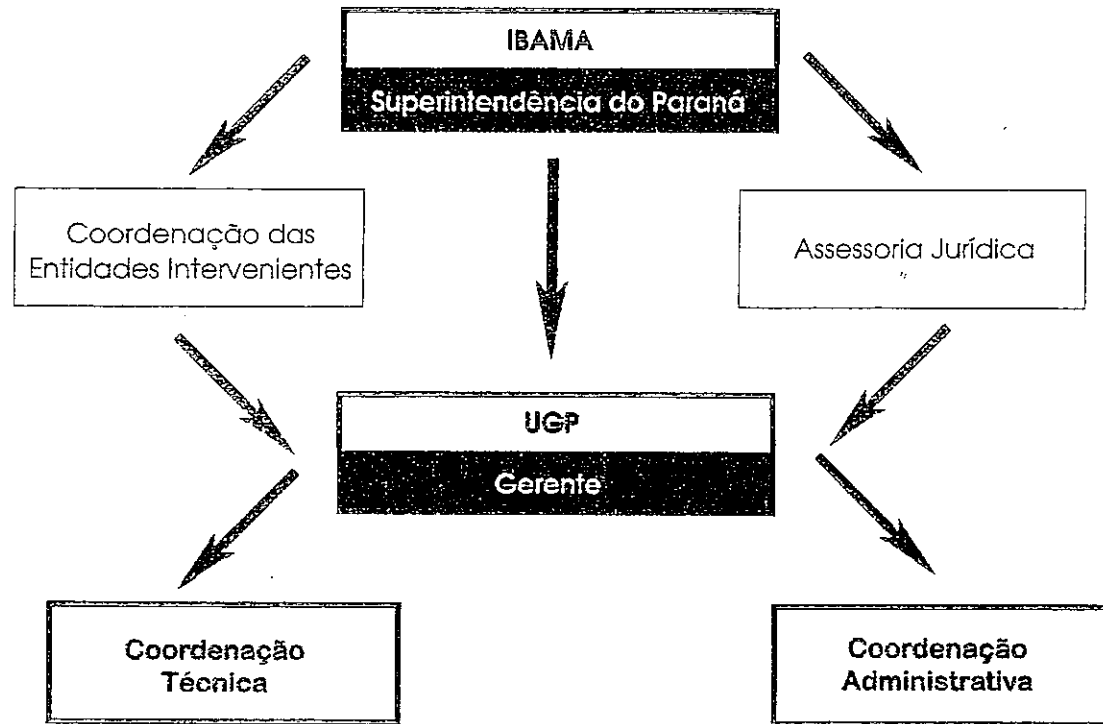 IBAMA
Superintendência do Paraná
Coordenação das
Entidades Intervenientes
Assessoria Jurídica
UGP
Gerente
Coordenação
Técnica
Coordenação
Administrativa